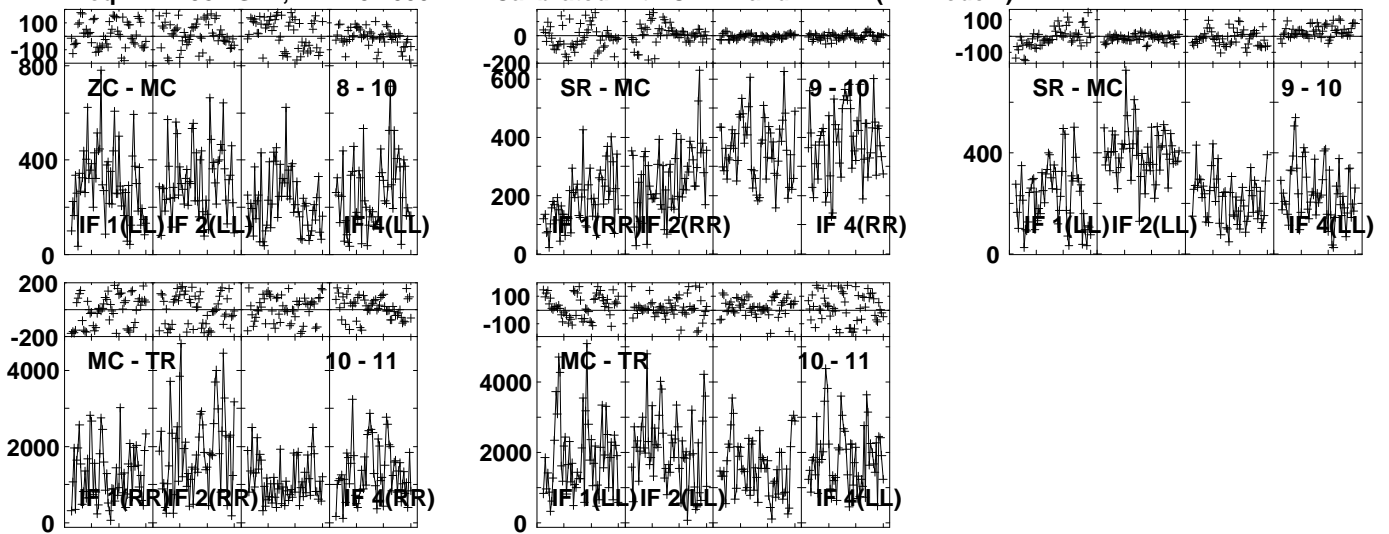 100
-100
800
ZC - MC 8 - 10
400
IF 1(LL) IF 2(LL) IF 4(LL)
0
0
-200
600
SR - MC 9 - 10
400
200
IF 1(RR) IF 2(RR) IF 4(RR)
0
100
-100
SR - MC 9 - 10
400
IF 1(LL) IF 2(LL) IF 4(LL)
0
200
-200
MC - TR 10 - 11
4000
2000
IF 1(RR) IF 2(RR) IF 4(RR)
0
100
-100
MC - TR 10 - 11
4000
2000
IF 1(LL) IF 2(LL) IF 4(LL)
0